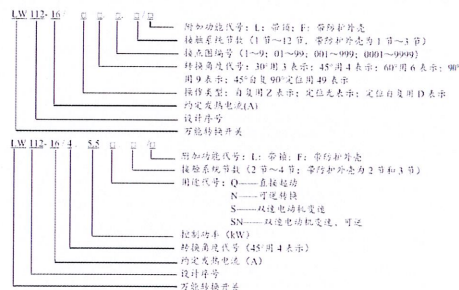 LW112-16/□.□.□/□
附加功能代号：L：带锁；F：带防护外壳
接触系统节数（1节～12节，带防护外壳为1节～3节）
接点图编号（1～9；01～99；001～999；0001～9999）
转换角度代号：30°用3表示；45°用4表示；60°用6表示；90°
用9表示；45°自复90°定位用49表示
操作类型：自复用Z表示；定位无表示；定位自复用D表示
约定发热电流(A)
设计序号
万能转换开关
LW112-16/4.5.5□□/□
附加功能代号：L：带锁；F：带防护外壳
接触系统节数（2节～4节；带防护外壳为2节和3节）
用途代号：Q——直接起动
N——可逆转换
S——双速电动机变速
SN——双速电动机变速、可逆
控制功率（kW）
转换角度代号（45°用4表示）
约定发热电流（A）
设计序号
万能转换开关